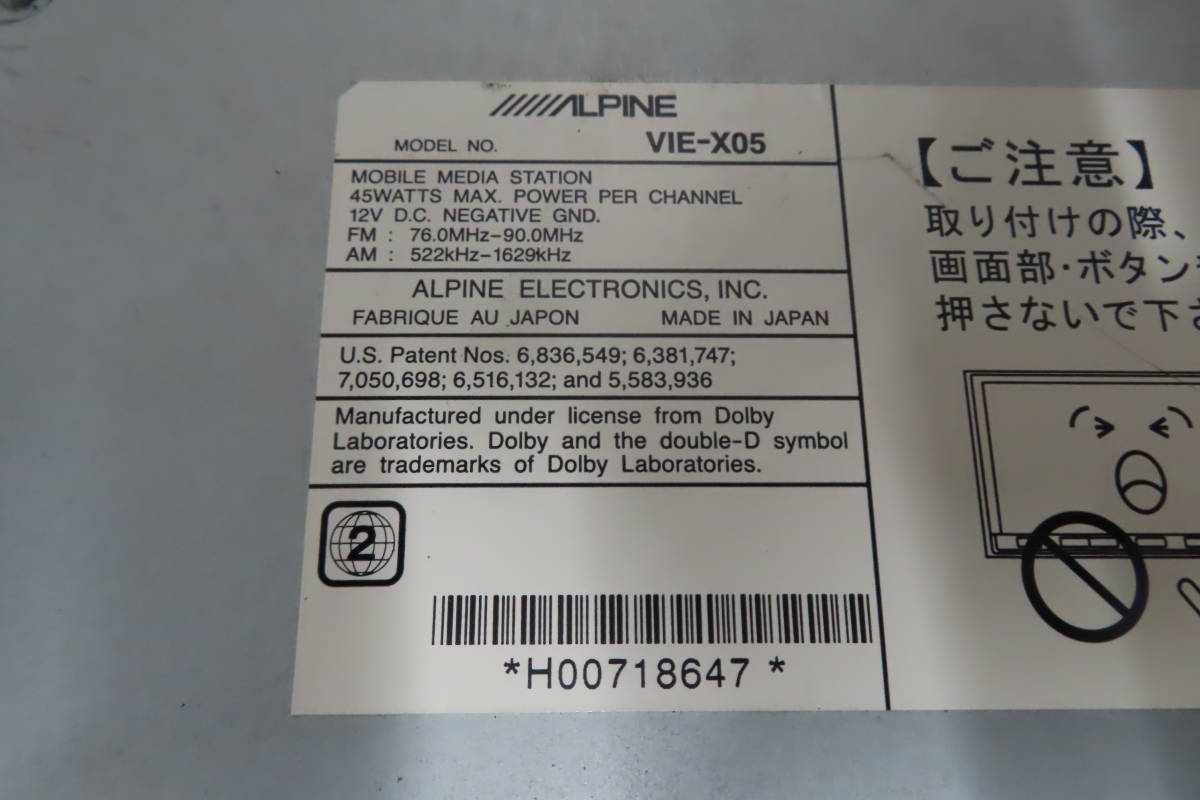 ALPINE
MODEL NO. VIE-X05
MOBILE MEDIA STATION
45WATTS MAX. POWER PER CHANNEL
12V D.C. NEGATIVE GND.
FM : 76.0MHz-90.0MHz
AM : 522kHz-1629kHz
ALPINE ELECTRONICS, INC.
FABRIQUE AU JAPON MADE IN JAPAN
U.S. Patent Nos. 6,836,549; 6,381,747;
7,050,698; 6,516,132; and 5,583,936
Manufactured under license from Dolby
Laboratories. Dolby and the double-D symbol
are trademarks of Dolby Laboratories.
2
*H00718647 *
【ご注意】
取り付けの際、
画面部・ボタン
押さないで下さ